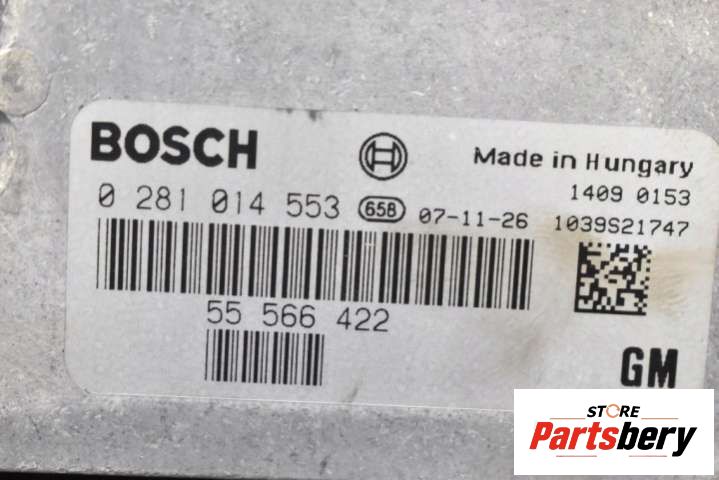 BOSCH
Made in Hungary
1409 0153
0 281 014 553 658 07-11-26 1039S21747
55 566 422
GM
STORE
Partsbery